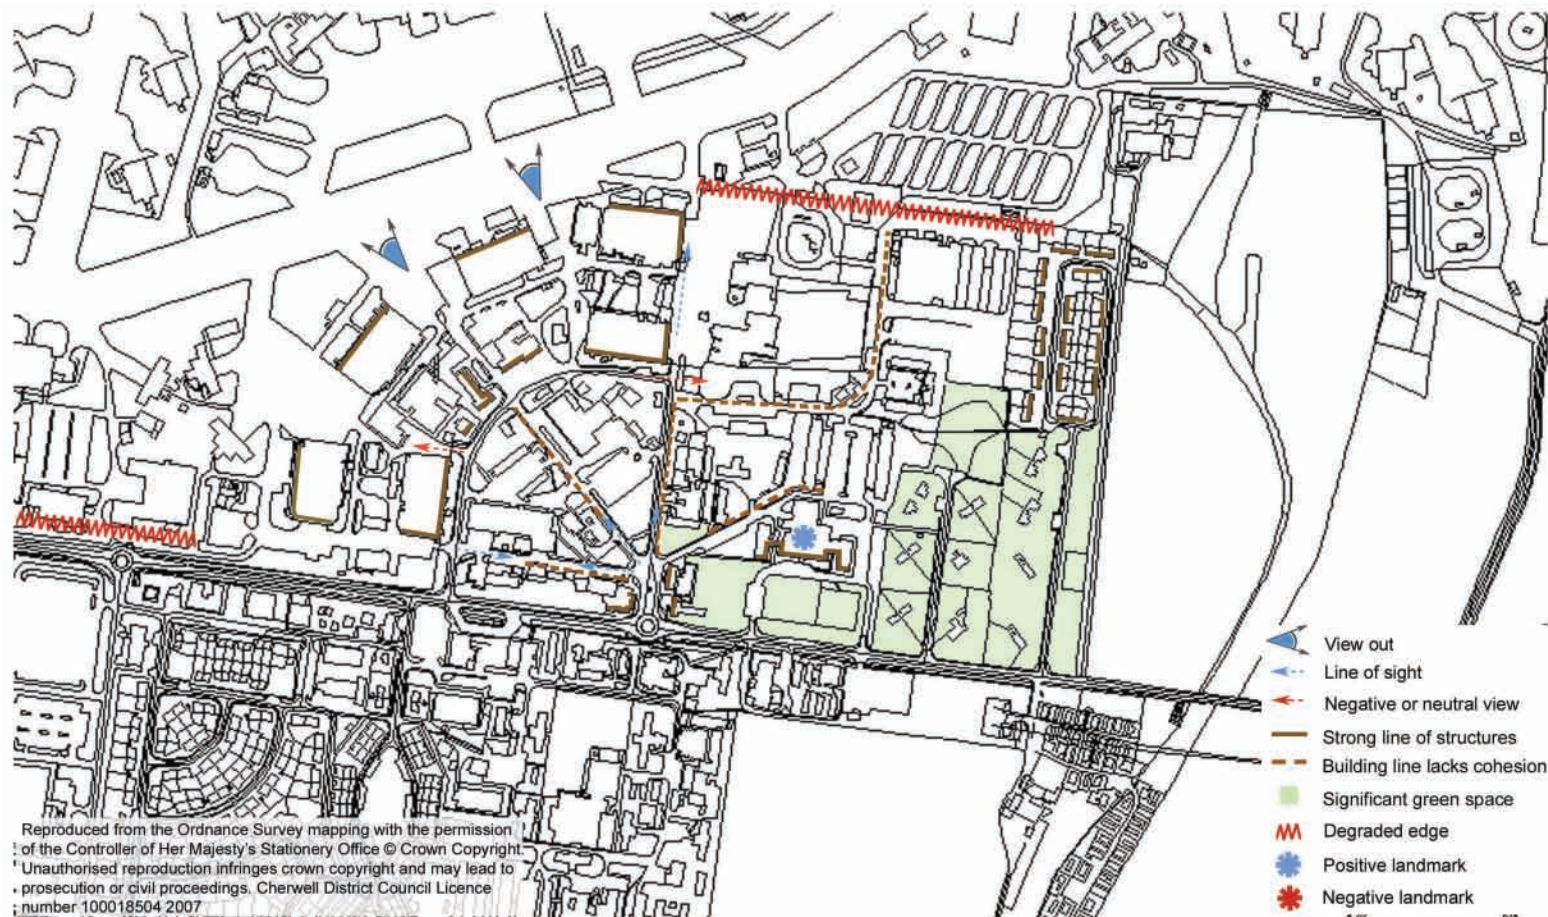 View out
Line of sight
Negative or neutral view
Strong line of structures
Building line lacks cohesion
Significant green space
Degraded edge
Positive landmark
Negative landmark
Reproduced from the Ordnance Survey mapping with the permission
of the Controller of Her Majesty's Stationery Office © Crown Copyright.
Unauthorised reproduction infringes crown copyright and may lead to
prosecution or civil proceedings. Cherwell District Council Licence
number 100018504 2007